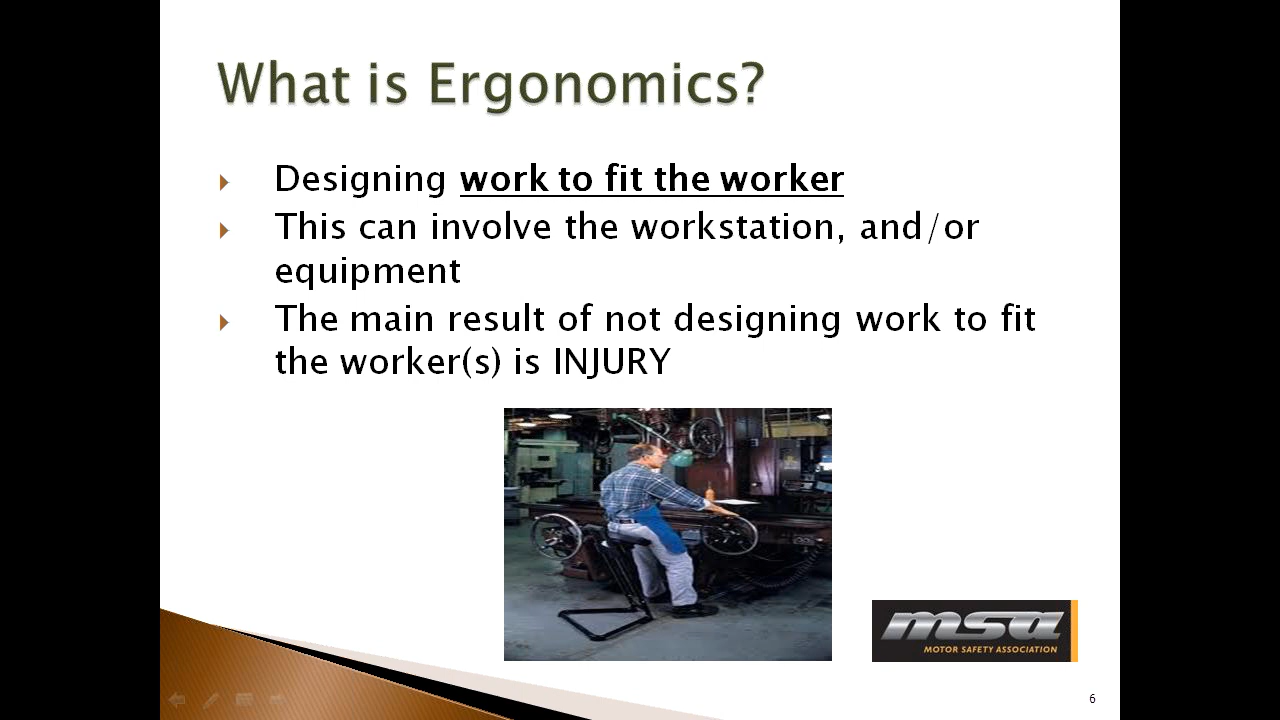 What is Ergonomics?
Designing work to fit the worker
This can involve the workstation, and/or
equipment
The main result of not designing work to fit
the worker(s) is INJURY
msa
MOTOR SAFETY ASSOCIATION
6